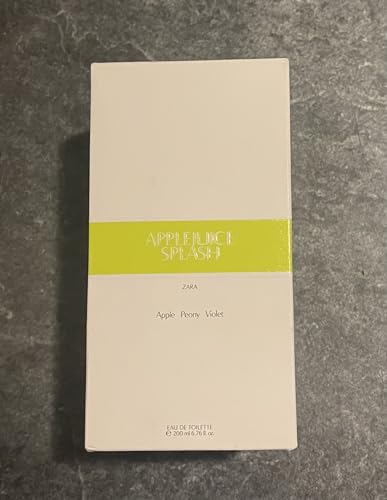 APPLEJUICE
SPLASH
ZARA
Apple Peony Violet
EAU DE TOILETTE
℮ 200 ml 6.76 fl. oz.